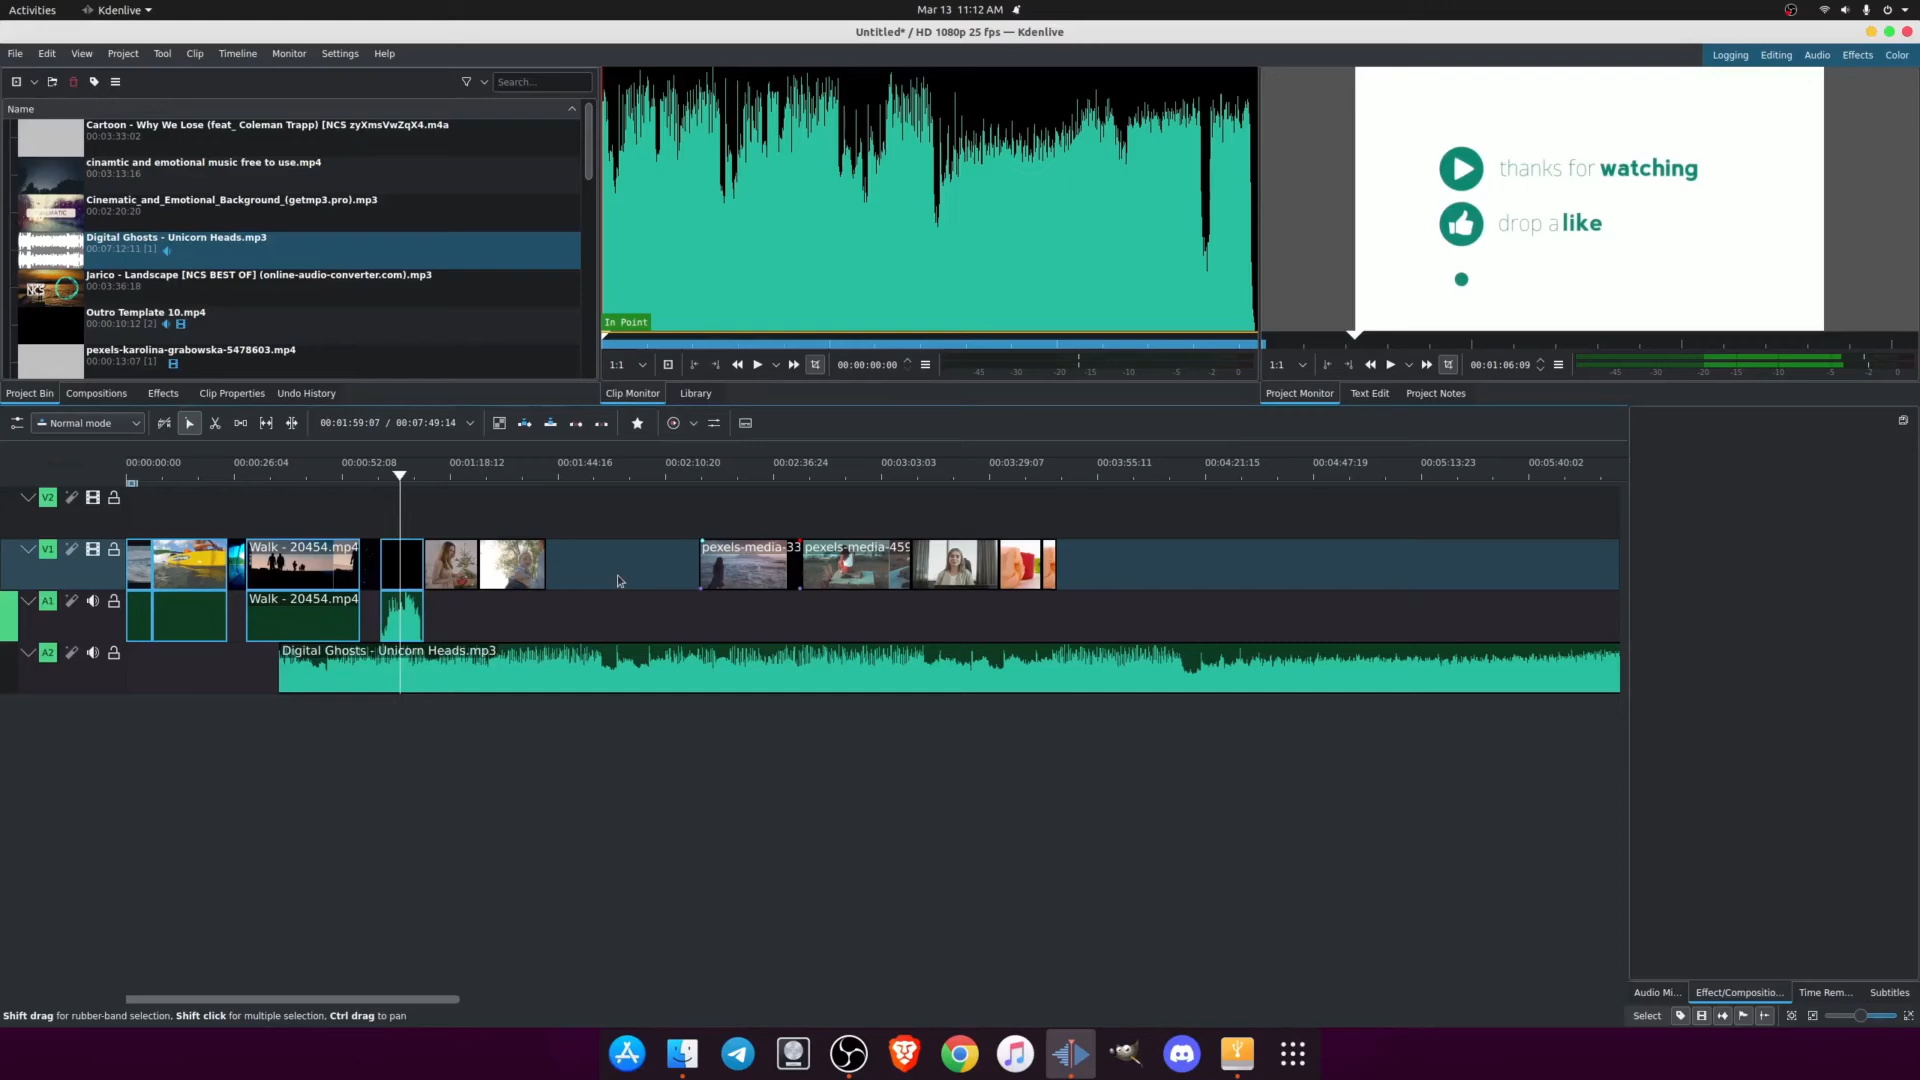 Activities
Kdenlive
Mar 13 11:12 AM
Untitled* / HD 1080p 25 fps — Kdenlive
File Edit View Project Tool Clip Timeline Monitor Settings Help
Logging Editing Audio Effects Color
Search...
Name
Cartoon - Why We Lose (feat_ Coleman Trapp) [NCS zyXmsVwZqX4.m4a
00:03:33:02
cinamtic and emotional music free to use.mp4
00:03:13:16
Cinematic_and_Emotional_Background_(getmp3.pro).mp3
00:02:20:20
Digital Ghosts - Unicorn Heads.mp3
00:07:12:11 [1]
Jarico - Landscape [NCS BEST OF] (online-audio-converter.com).mp3
00:03:36:18
NCS
Outro Template 10.mp4
00:00:10:12 [2]
pexels-karolina-grabowska-5478603.mp4
00:00:13:07 [1]
In Point
thanks for watching
drop a like
1:1 00:00:00:00 -45 -30 -20 -15 -10 -5 -2 0
1:1 00:01:06:09 -45 -30 -20 -15 -10 -5 -2 0
Project Bin Compositions Effects Clip Properties Undo History
Clip Monitor Library
Project Monitor Text Edit Project Notes
Normal mode 00:01:59:07 / 00:07:49:14
00:00:00:00 00:00:26:04 00:00:52:08 00:01:18:12 00:01:44:16 00:02:10:20 00:02:36:24 00:03:03:03 00:03:29:07 00:03:55:11 00:04:21:15 00:04:47:19 00:05:13:23 00:05:40:02
V2
V1 Walk - 20454.mp4 pexels-media-33 pexels-media-459
A1 Walk - 20454.mp4
A2 Digital Ghosts - Unicorn Heads.mp3
Audio Mi... Effect/Compositio... Time Rem... Subtitles
Shift drag for rubber-band selection, Shift click for multiple selection, Ctrl drag to pan
Select